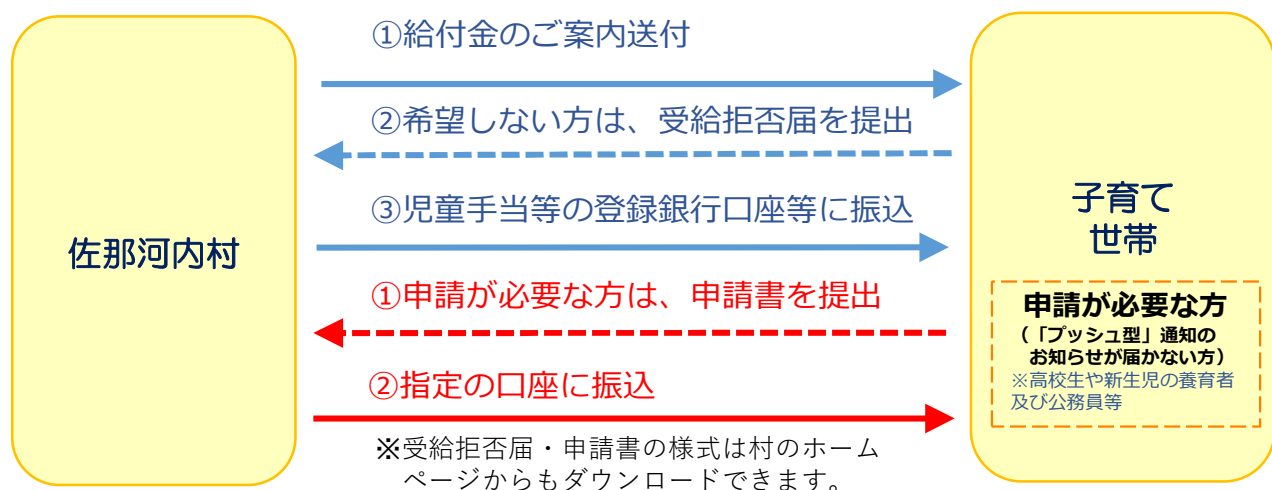 佐那河内村
①給付金のご案内送付
②希望しない方は、受給拒否届を提出
③児童手当等の登録銀行口座等に振込
①申請が必要な方は、申請書を提出
②指定の口座に振込
※受給拒否届・申請書の様式は村のホーム
ページからもダウンロードできます。
子育て
世帯
申請が必要な方
（「プッシュ型」通知の
お知らせが届かない方）
※高校生や新生児の養育者
及び公務員等